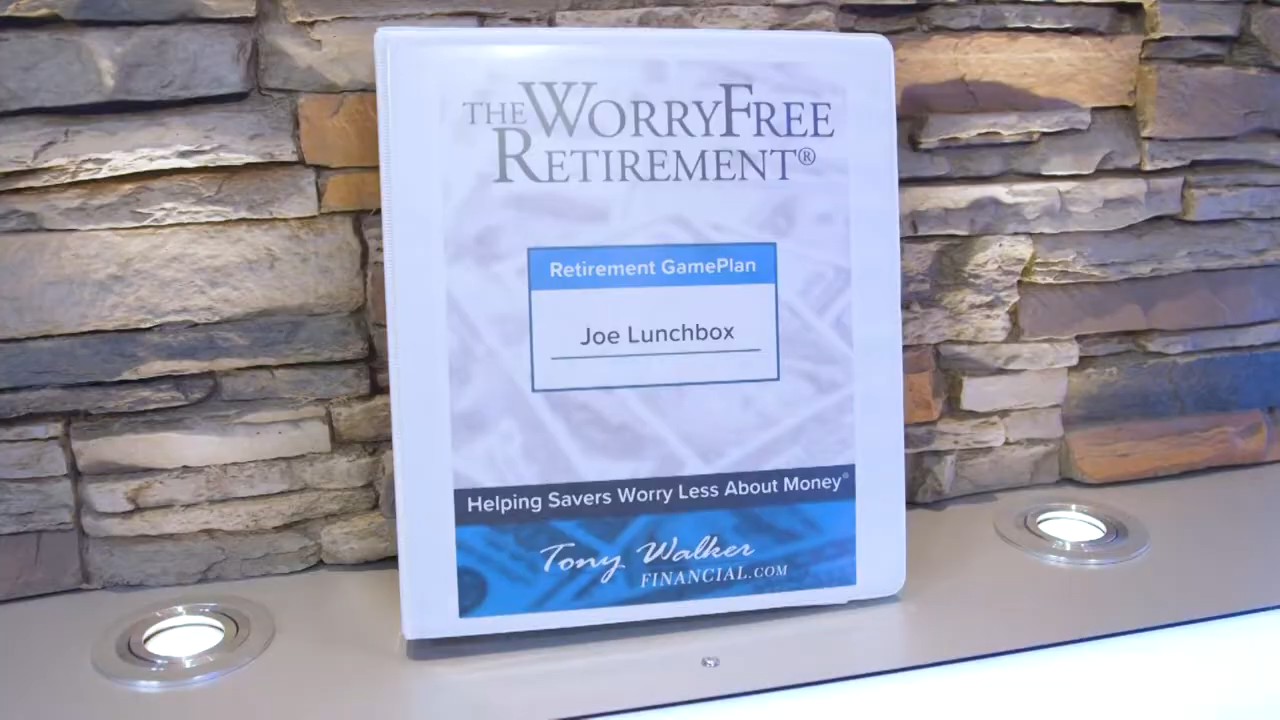 THE WORRYFREE
RETIREMENT®
Retirement GamePlan
Joe Lunchbox
Helping Savers Worry Less About Money®
Tony Walker
FINANCIAL.COM